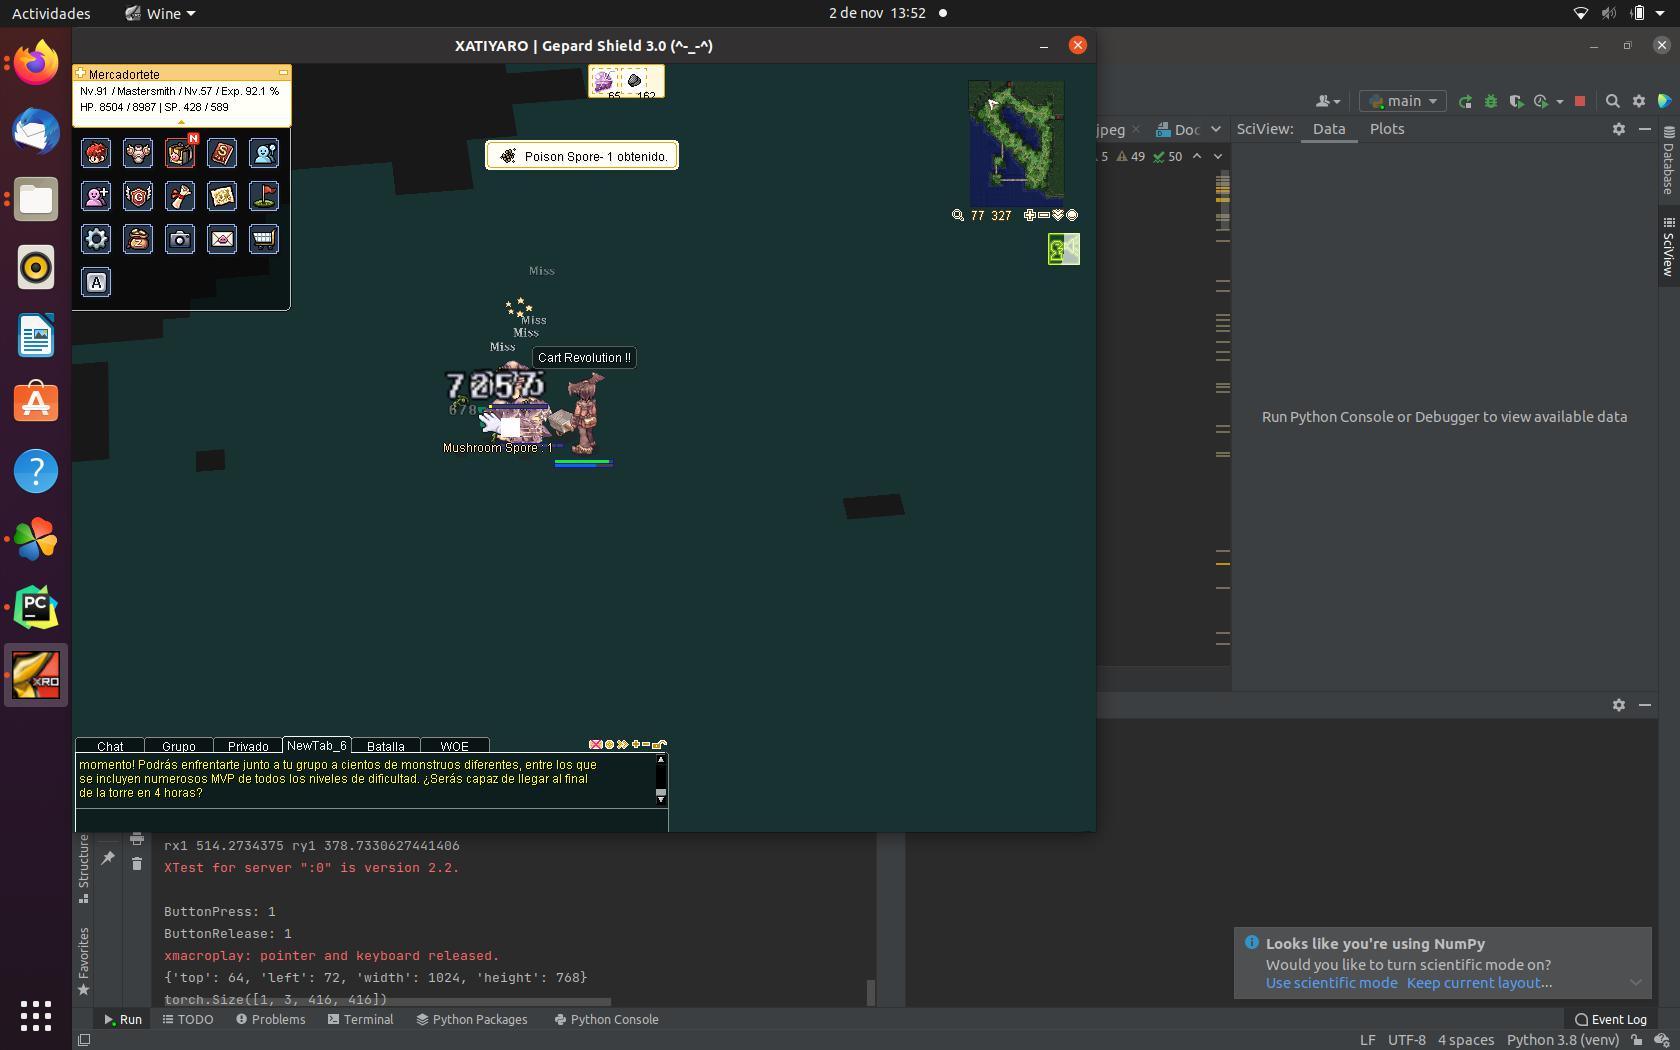 Actividades
Wine
2 de nov 13:52
XATIYARO | Gepard Shield 3.0 (^-_-^)
Mercadortete
Nv.91 / Mastersmith / Nv.57 / Exp. 92.1 %
HP. 8504 / 8987 | SP. 428 / 589
N
A
65
162
Poison Spore- 1 obtenido.
77 327
Miss
Miss
Miss
Miss
Cart Revolution !!
7257
678
Mushroom Spore : 1
Chat
Grupo
Privado
NewTab_6
Batalla
WOE
momento! Podrás enfrentarte junto a tu grupo a cientos de monstruos diferentes, entre los que
se incluyen numerosos MVP de todos los niveles de dificultad. ¿Serás capaz de llegar al final
de la torre en 4 horas?
main
jpeg
Doc
5
49
50
SciView:
Data
Plots
Database
SciView
Run Python Console or Debugger to view available data
XRO
PC
Structure
Favorites
rx1 514.2734375 ry1 378.7330627441406
XTest for server ":0" is version 2.2.
ButtonPress: 1
ButtonRelease: 1
xmacroplay: pointer and keyboard released.
{'top': 64, 'left': 72, 'width': 1024, 'height': 768}
torch.Size([1, 3, 416, 416])
Looks like you're using NumPy
Would you like to turn scientific mode on?
Use scientific mode Keep current layout...
Run
TODO
Problems
Terminal
Python Packages
Python Console
Event Log
LF UTF-8 4 spaces Python 3.8 (venv)